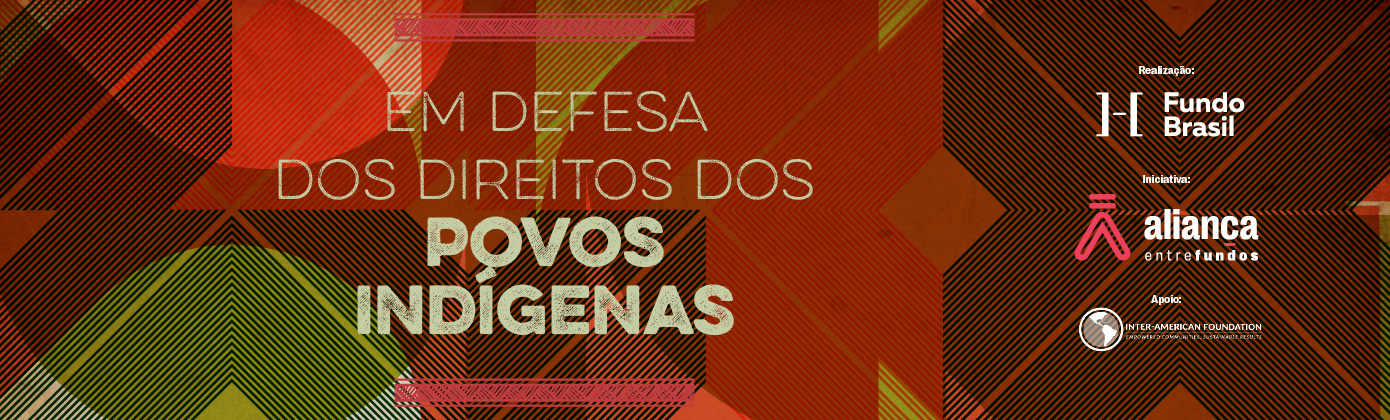 EM DEFESA
DOS DIREITOS DOS
POVOS
INDÍGENAS
Realização:
Fundo
Brasil
Iniciativa:
aliança
entrefundos
Apoio:
INTER-AMERICAN FOUNDATION
EMPOWERED COMMUNITIES, SUSTAINABLE RESULTS